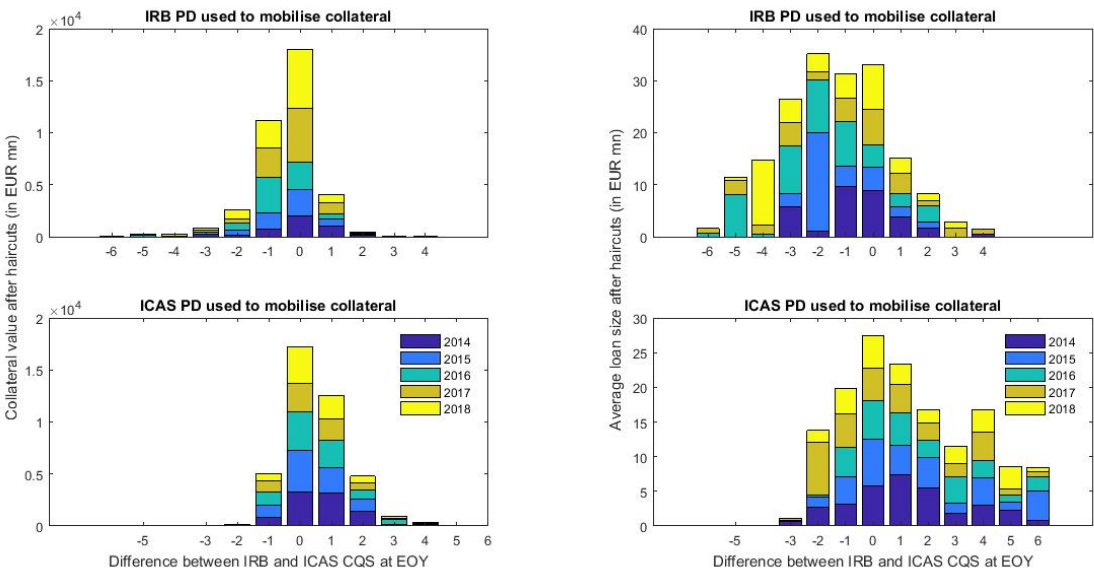 IRB PD used to mobilise collateral
×10⁴
2
1.5
1
0.5
0
-6 -5 -4 -3 -2 -1 0 1 2 3 4
ICAS PD used to mobilise collateral
×10⁴
2
1.5
1
0.5
0
-5 -3 -2 -1 0 1 2 3 4 5 6
2014
2015
2016
2017
2018
Collateral value after haircuts (in EUR mn)
Difference between IRB and ICAS CQS at EOY
IRB PD used to mobilise collateral
40
30
20
10
0
-6 -5 -4 -3 -2 -1 0 1 2 3 4
ICAS PD used to mobilise collateral
30
25
20
15
10
5
0
-5 -3 -2 -1 0 1 2 3 4 5 6
2014
2015
2016
2017
2018
Average loan size after haircuts (in EUR mn)
Difference between IRB and ICAS CQS at EOY